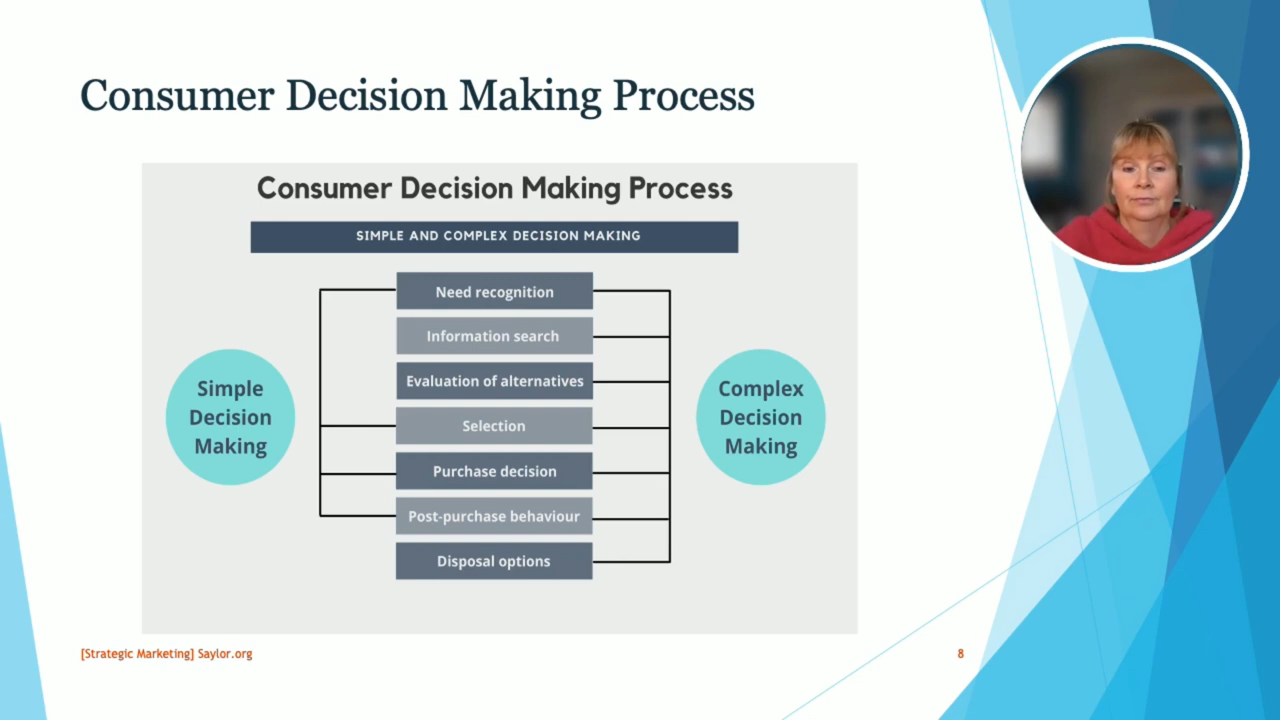 Consumer Decision Making Process
Consumer Decision Making Process
SIMPLE AND COMPLEX DECISION MAKING
Need recognition
Information search
Evaluation of alternatives
Selection
Purchase decision
Post-purchase behaviour
Disposal options
Simple
Decision
Making
Complex
Decision
Making
[Strategic Marketing] Saylor.org
8